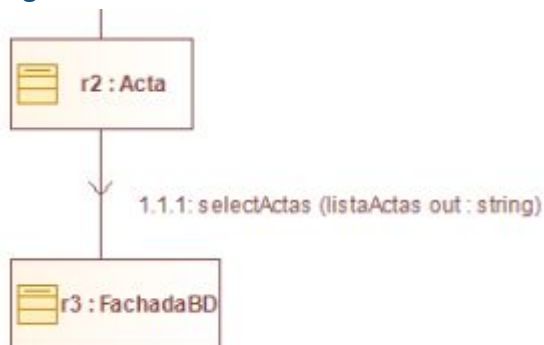 r2 : Acta
1.1.1: selectActas (listaActas out : string)
r3 : FachadaBD